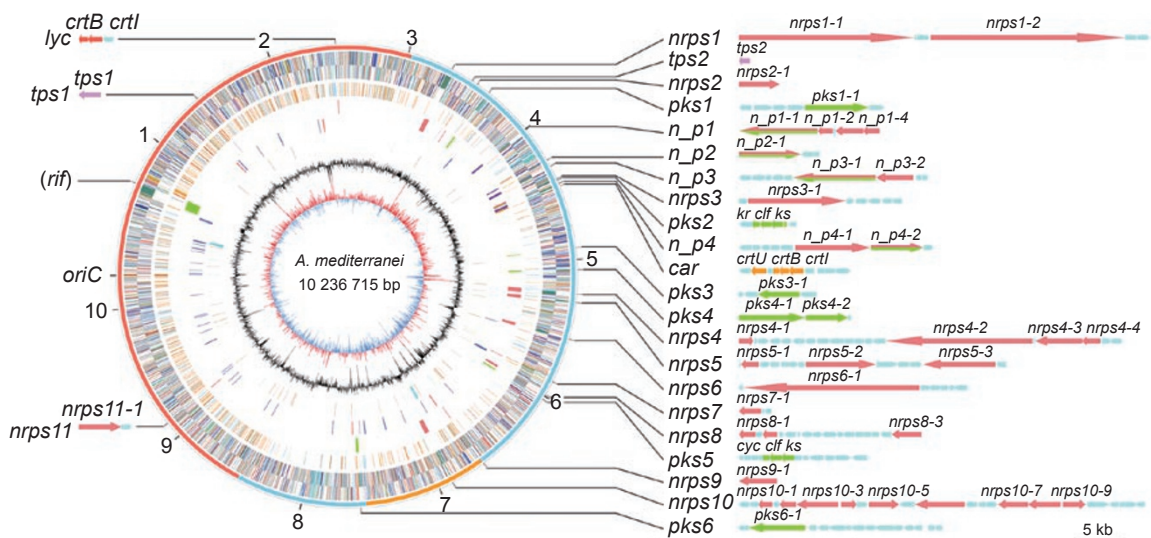 crtB crtI
lyc
tps1
tps1
(rif)
oriC
nrps11-1
nrps11
1
2
3
4
5
6
7
8
9
10
A. mediterranei
10 236 715 bp
nrps1
tps2
nrps2
pks1
n_p1
n_p2
n_p3
nrps3
pks2
n_p4
car
pks3
pks4
nrps4
nrps5
nrps6
nrps7
nrps8
pks5
nrps9
nrps10
pks6
nrps1-1 nrps1-2
tps2
nrps2-1
pks1-1
n_p1-1 n_p1-2 n_p1-4
n_p2-1
n_p3-1 n_p3-2
nrps3-1
kr clf ks
n_p4-1 n_p4-2
crtU crtB crtI
pks3-1
pks4-1 pks4-2
nrps4-1 nrps4-2 nrps4-3 nrps4-4
nrps5-1 nrps5-2 nrps5-3
nrps6-1
nrps7-1
nrps8-1 nrps8-3
cyc clf ks
nrps9-1
nrps10-1 nrps10-3 nrps10-5 nrps10-7 nrps10-9
pks6-1
5 kb